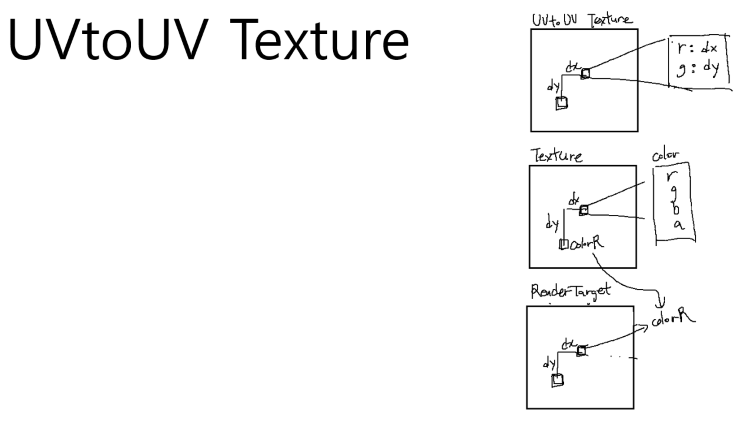 UVtoUV Texture
UVtoUV Texture
dx
dy
r : dx
g : dy
Texture
color
r
g
b
a
dx
dy
colorR
RenderTarget
colorR
dx
dy
...